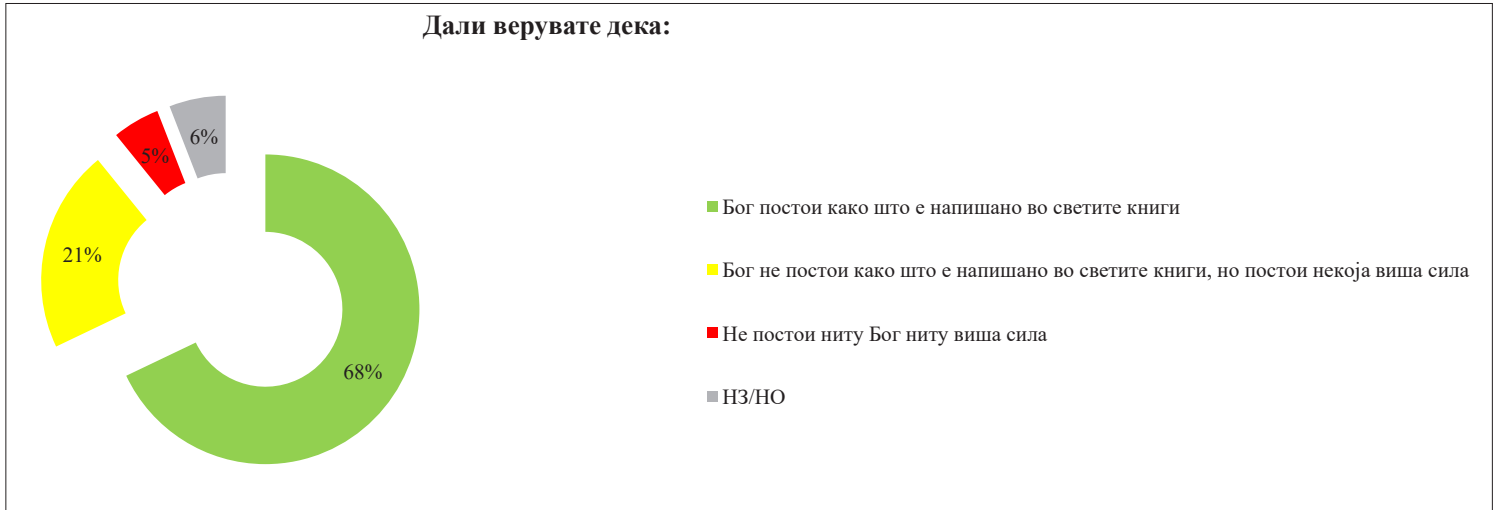 Дали верувате дека:
6%
5%
21%
68%
Бог постои како што е напишано во светите книги
Бог не постои како што е напишано во светите книги, но постои некоја виша сила
Не постои ниту Бог ниту виша сила
НЗ/НО